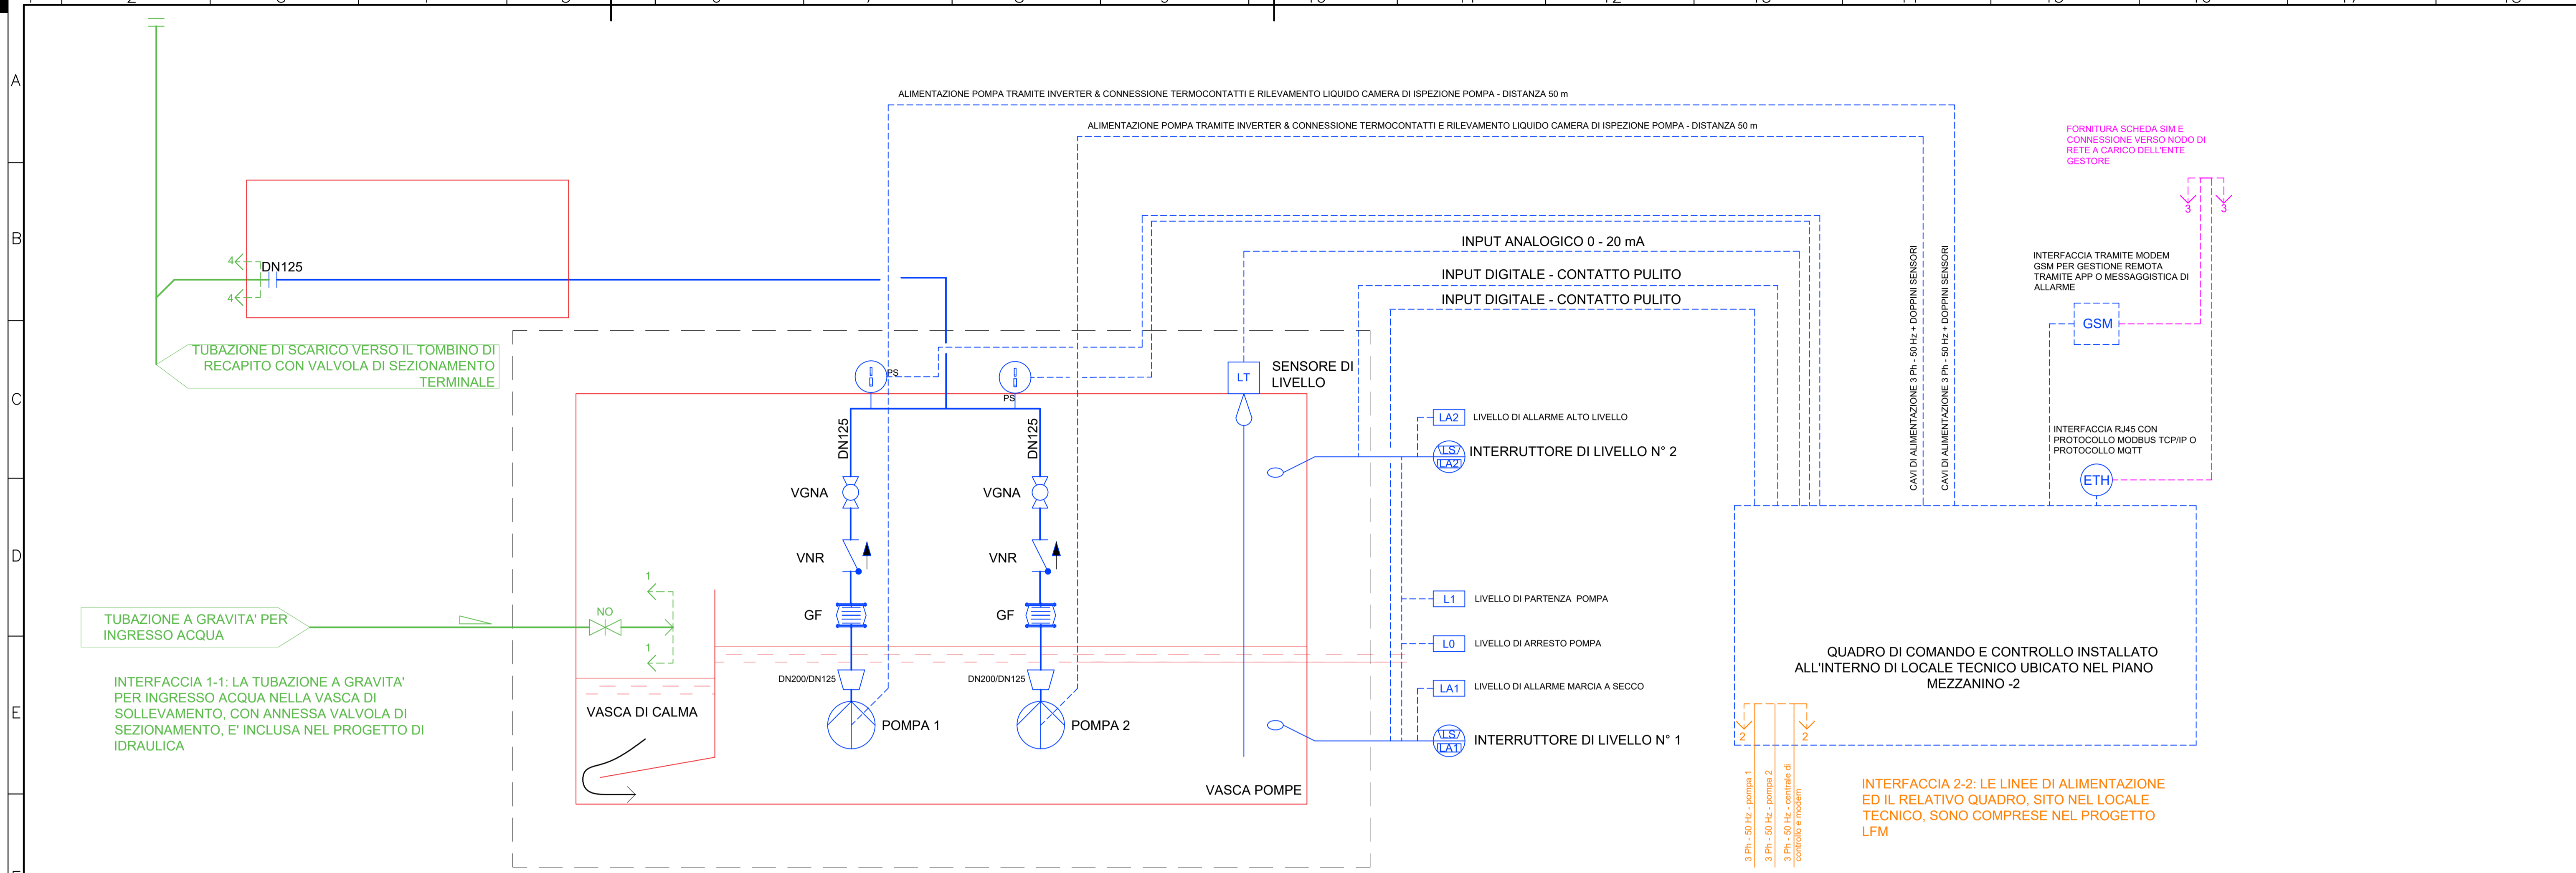 A
B
C
D
E
ALIMENTAZIONE POMPA TRAMITE INVERTER & CONNESSIONE TERMOCONTATTI E RILEVAMENTO LIQUIDO CAMERA DI ISPEZIONE POMPA - DISTANZA 50 m
ALIMENTAZIONE POMPA TRAMITE INVERTER & CONNESSIONE TERMOCONTATTI E RILEVAMENTO LIQUIDO CAMERA DI ISPEZIONE POMPA - DISTANZA 50 m
FORNITURA SCHEDA SIM E
CONNESSIONE VERSO NODO DI
RETE A CARICO DELL'ENTE
GESTORE
3
3
INPUT ANALOGICO 0 - 20 mA
INPUT DIGITALE - CONTATTO PULITO
INPUT DIGITALE - CONTATTO PULITO
CAVI DI ALIMENTAZIONE 3 Ph - 50 Hz + DOPPINI SENSORI
CAVI DI ALIMENTAZIONE 3 Ph - 50 Hz + DOPPINI SENSORI
INTERFACCIA TRAMITE MODEM
GSM PER GESTIONE REMOTA
TRAMITE APP O MESSAGGISTICA DI
ALLARME
GSM
INTERFACCIA RJ45 CON
PROTOCOLLO MODBUS TCP/IP O
PROTOCOLLO MQTT
ETH
4
DN125
4
TUBAZIONE DI SCARICO VERSO IL TOMBINO DI
RECAPITO CON VALVOLA DI SEZIONAMENTO
TERMINALE
PS
PS
LT
SENSORE DI
LIVELLO
LA2
LIVELLO DI ALLARME ALTO LIVELLO
LS
LA2
INTERRUTTORE DI LIVELLO N° 2
DN125
DN125
VGNA
VGNA
VNR
VNR
GF
GF
DN200/DN125
DN200/DN125
POMPA 1
POMPA 2
L1
LIVELLO DI PARTENZA POMPA
L0
LIVELLO DI ARRESTO POMPA
LA1
LIVELLO DI ALLARME MARCIA A SECCO
LS
LA1
INTERRUTTORE DI LIVELLO N° 1
1
NO
1
TUBAZIONE A GRAVITA' PER
INGRESSO ACQUA
INTERFACCIA 1-1: LA TUBAZIONE A GRAVITA'
PER INGRESSO ACQUA NELLA VASCA DI
SOLLEVAMENTO, CON ANNESSA VALVOLA DI
SEZIONAMENTO, E' INCLUSA NEL PROGETTO DI
IDRAULICA
VASCA DI CALMA
VASCA POMPE
QUADRO DI COMANDO E CONTROLLO INSTALLATO
ALL'INTERNO DI LOCALE TECNICO UBICATO NEL PIANO
MEZZANINO -2
2
2
3 Ph - 50 Hz - pompa 1
3 Ph - 50 Hz - pompa 2
3 Ph - 50 Hz - centrale di
controllo e modem
INTERFACCIA 2-2: LE LINEE DI ALIMENTAZIONE
ED IL RELATIVO QUADRO, SITO NEL LOCALE
TECNICO, SONO COMPRESE NEL PROGETTO
LFM